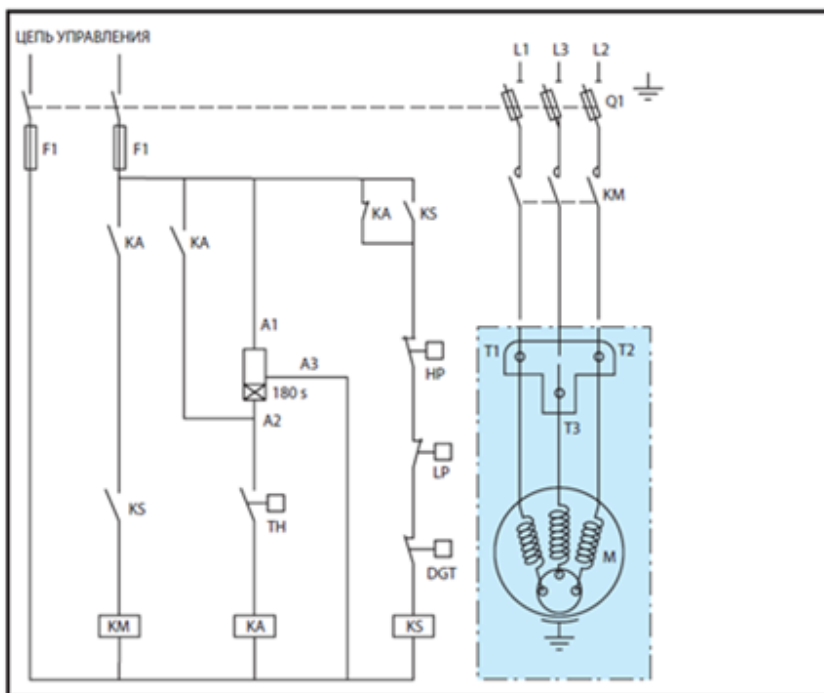 ЦЕПЬ УПРАВЛЕНИЯ
L1 L3 L2
Q1
F1 F1
KM
KA KS
KA KA
A1
T1 T2
A3
HP
180 s
A2
T3
LP
KS
TH
M
DGT
KM KA KS